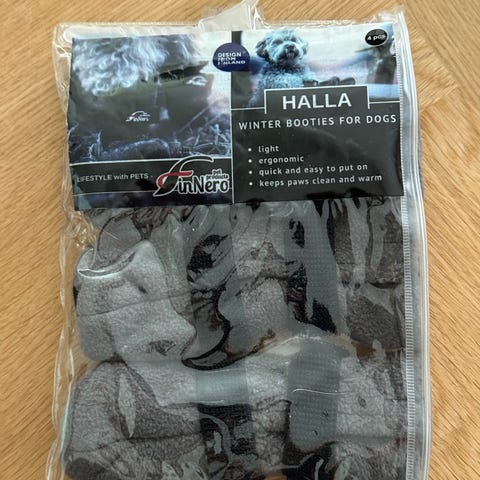 DESIGN
FROM
FINLAND
4 pcs
FinNero
HALLA
WINTER BOOTIES FOR DOGS
• light
• ergonomic
• quick and easy to put on
• keeps paws clean and warm
LIFESTYLE with PETS -
FinNero
pet
products